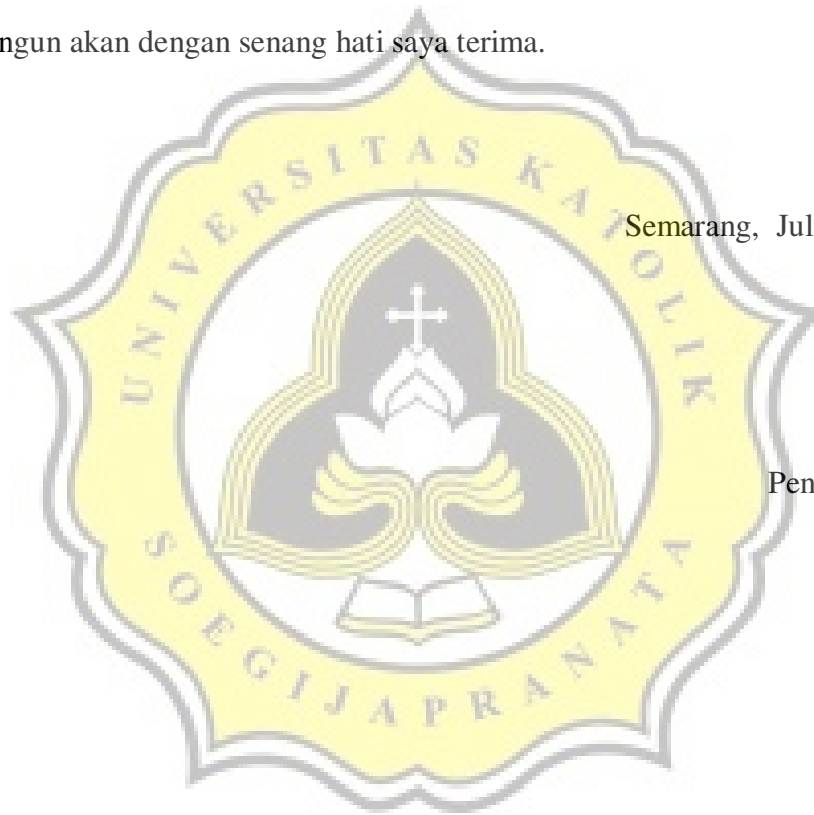 ngun akan dengan senang hati saya terima.
UNIVERSITAS KATOLIK
Semarang, Jul
Pen
SOEGIJAPRANATA